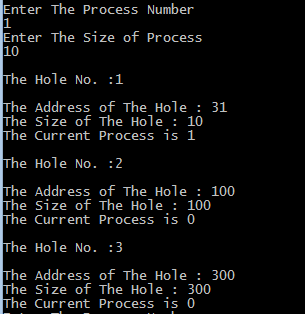 Enter The Process Number
1
Enter The Size of Process
10
The Hole No. :1
The Address of The Hole : 31
The Size of The Hole : 10
The Current Process is 1
The Hole No. :2
The Address of The Hole : 100
The Size of The Hole : 100
The Current Process is 0
The Hole No. :3
The Address of The Hole : 300
The Size of The Hole : 300
The Current Process is 0